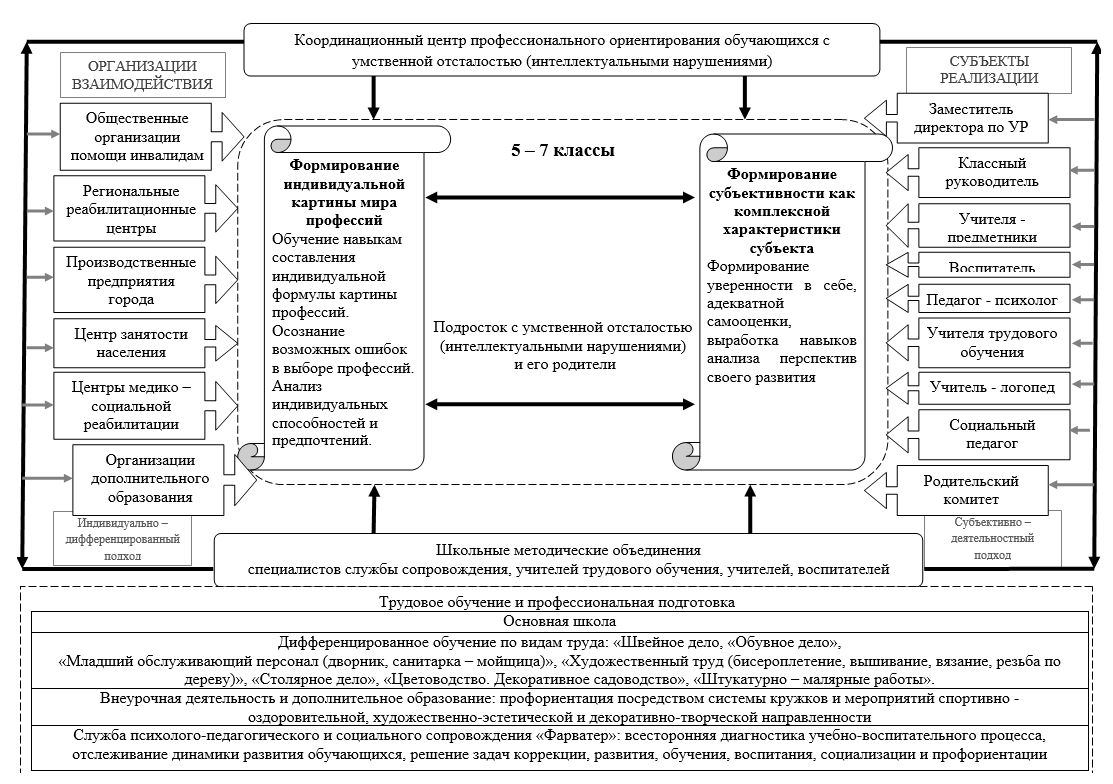 Координационный центр профессионального ориентирования обучающихся с
умственной отсталостью (интеллектуальными нарушениями)
ОРГАНИЗАЦИИ
ВЗАИМОДЕЙСТВИЯ
Общественные
организации
помощи инвалидам
Региональные
реабилитационные
центры
Производственные
предприятия
города
Центр занятости
населения
Центры медико –
социальной
реабилитации
Организации
дополнительного
образования
Индивидуально –
дифференцированный
подход
5 – 7 классы
Формирование
индивидуальной
картины мира
профессий
Обучение навыкам
составления
индивидуальной
формулы картины
профессий.
Осознание
возможных ошибок
в выборе профессий.
Анализ
индивидуальных
способностей и
предпочтений.
Подросток с умственной отсталостью
(интеллектуальными нарушениями)
и его родители
Формирование
субъективности как
комплексной
характеристики
субъекта
Формирование
уверенности в себе,
адекватной
самооценки,
выработка навыков
анализа перспектив
своего развития
СУБЪЕКТЫ
РЕАЛИЗАЦИИ
Заместитель
директора по УР
Классный
руководитель
Учителя -
предметники
Воспитатель
Педагог - психолог
Учителя трудового
обучения
Учитель - логопед
Социальный
педагог
Родительский
комитет
Субъективно –
деятельностный
подход
Школьные методические объединения
специалистов службы сопровождения, учителей трудового обучения, учителей, воспитателей
Трудовое обучение и профессиональная подготовка
Основная школа
Дифференцированное обучение по видам труда: «Швейное дело, «Обувное дело»,
«Младший обслуживающий персонал (дворник, санитарка – мойщица)», «Художественный труд (бисероплетение, вышивание, вязание, резьба по
дереву)», «Столярное дело», «Цветоводство. Декоративное садоводство», «Штукатурно – малярные работы».
Внеурочная деятельность и дополнительное образование: профориентация посредством системы кружков и мероприятий спортивно -
оздоровительной, художественно-эстетической и декоративно-творческой направленности
Служба психолого-педагогического и социального сопровождения «Фарватер»: всесторонняя диагностика учебно-воспитательного процесса,
отслеживание динамики развития обучающихся, решение задач коррекции, развития, обучения, воспитания, социализации и профориентации